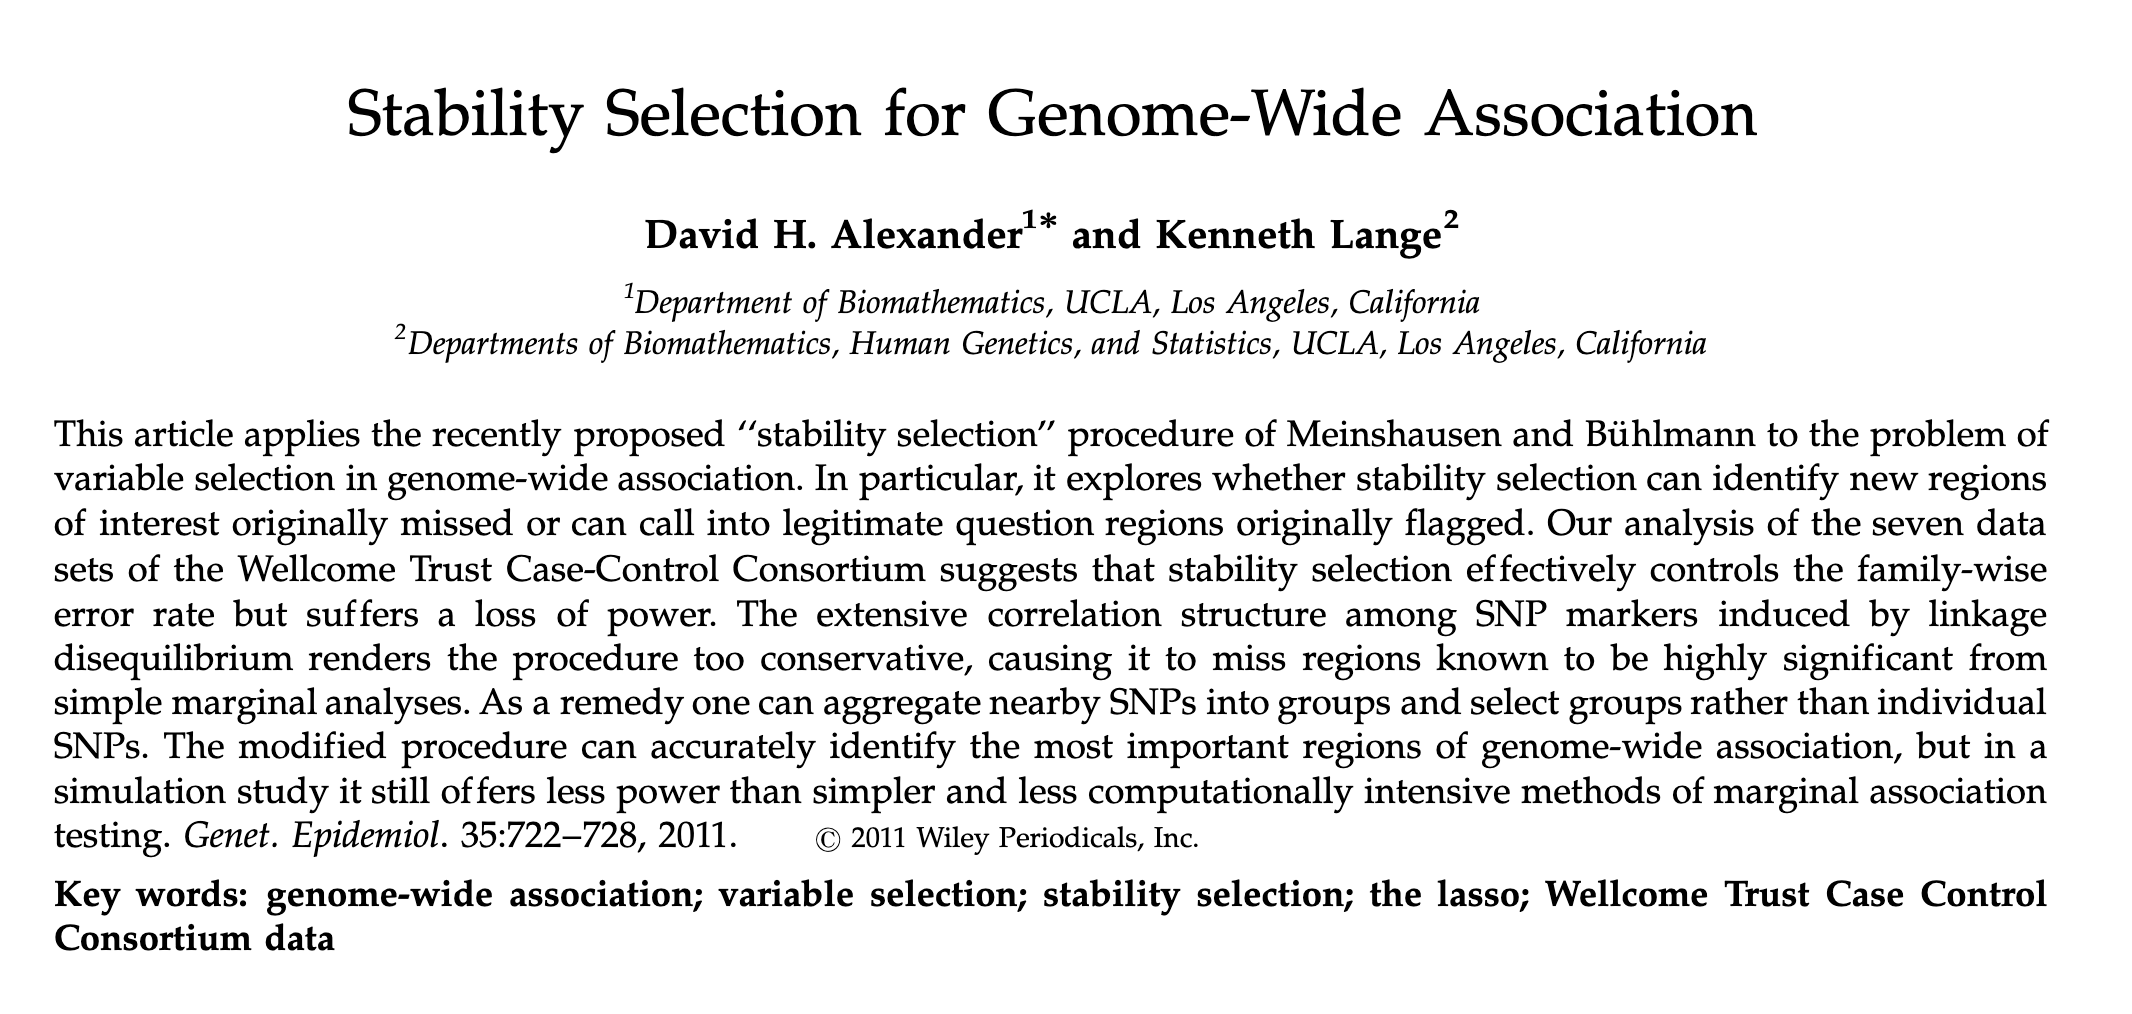 Stability Selection for Genome-Wide Association
David H. Alexander1* and Kenneth Lange2
1Department of Biomathematics, UCLA, Los Angeles, California
2Departments of Biomathematics, Human Genetics, and Statistics, UCLA, Los Angeles, California
This article applies the recently proposed ‘‘stability selection’’ procedure of Meinshausen and Bühlmann to the problem of
variable selection in genome-wide association. In particular, it explores whether stability selection can identify new regions
of interest originally missed or can call into legitimate question regions originally flagged. Our analysis of the seven data
sets of the Wellcome Trust Case-Control Consortium suggests that stability selection effectively controls the family-wise
error rate but suffers a loss of power. The extensive correlation structure among SNP markers induced by linkage
disequilibrium renders the procedure too conservative, causing it to miss regions known to be highly significant from
simple marginal analyses. As a remedy one can aggregate nearby SNPs into groups and select groups rather than individual
SNPs. The modified procedure can accurately identify the most important regions of genome-wide association, but in a
simulation study it still offers less power than simpler and less computationally intensive methods of marginal association
testing. Genet. Epidemiol. 35:722–728, 2011. © 2011 Wiley Periodicals, Inc.
Key words: genome-wide association; variable selection; stability selection; the lasso; Wellcome Trust Case Control
Consortium data